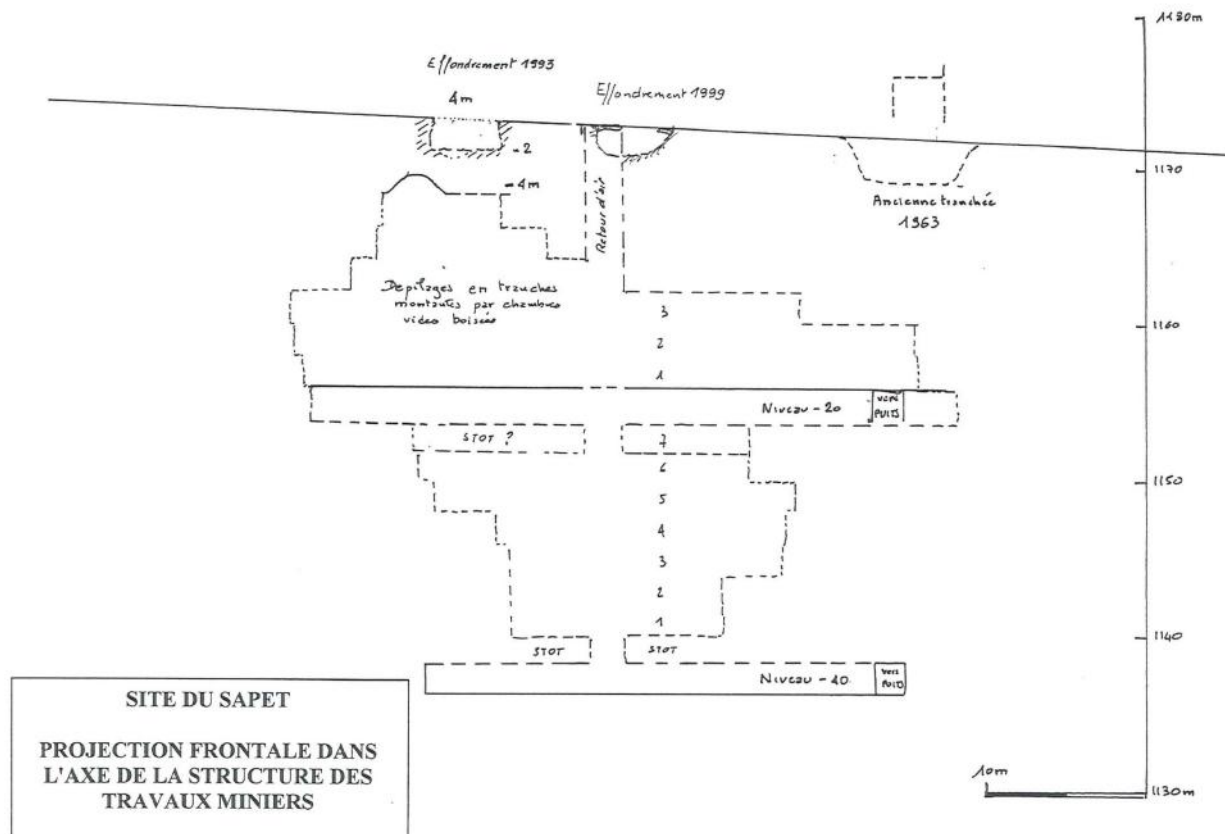 1180m
Effondrement 1993
Effondrement 1999
4m
-2
1170
-4m
Retour d'air
Ancienne tranchée
1963
Depilages en tranches
montantes par chambres
vides boisées
3
2
1160
1
Niveau -20
vers
PUITS
STOT ?
7
6
1150
5
4
3
2
1
1140
STOT
STOT
Niveau -40
vers
PUITS
SITE DU SAPET
PROJECTION FRONTALE DANS
L'AXE DE LA STRUCTURE DES
TRAVAUX MINIERS
10m
1130m